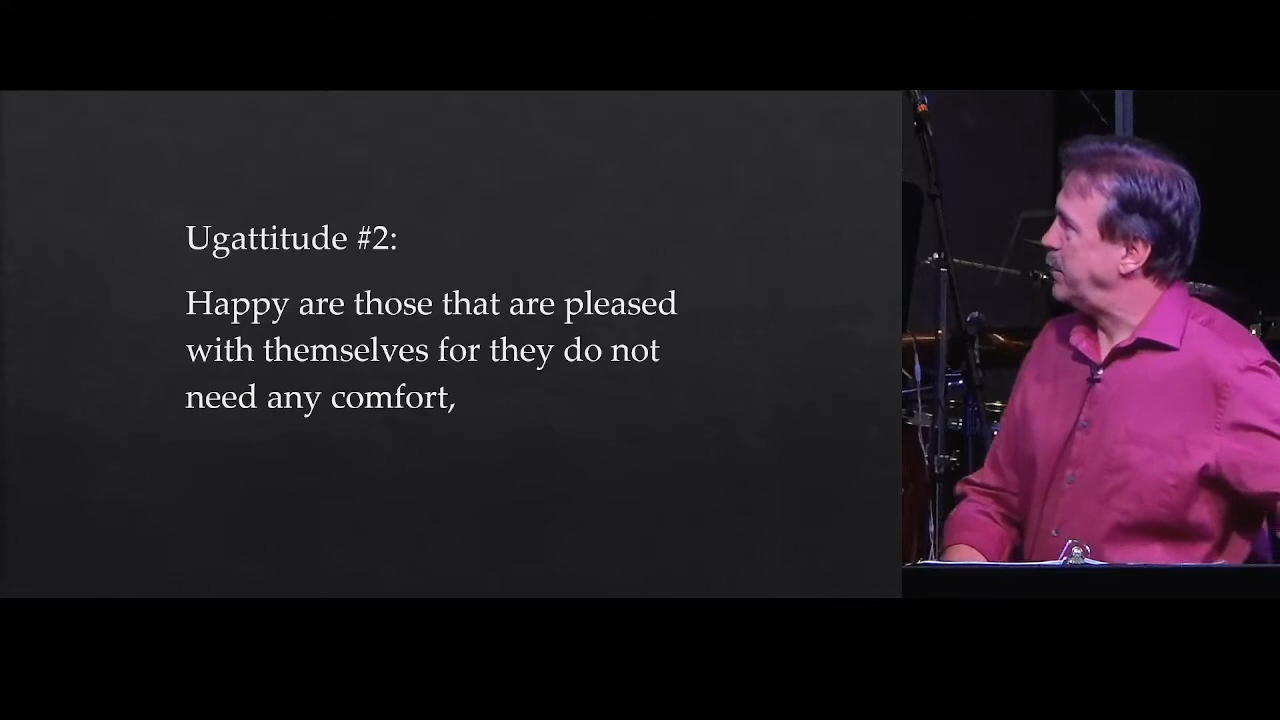 Ugattitude #2:
Happy are those that are pleased
with themselves for they do not
need any comfort,